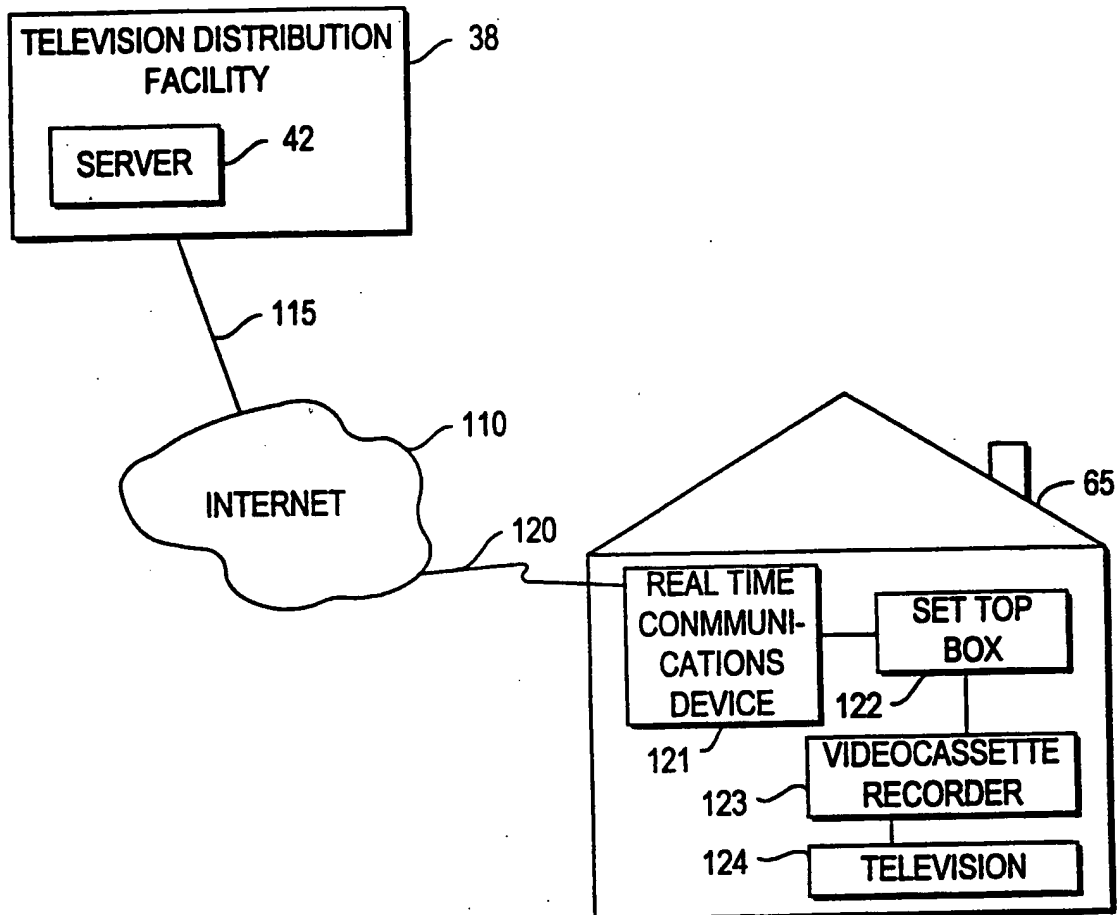 TELEVISION DISTRIBUTION
FACILITY
38
SERVER
42
115
110
INTERNET
120
65
REAL TIME
CONMMUNI-
CATIONS
DEVICE
121
SET TOP
BOX
122
VIDEOCASSETTE
RECORDER
123
124
TELEVISION